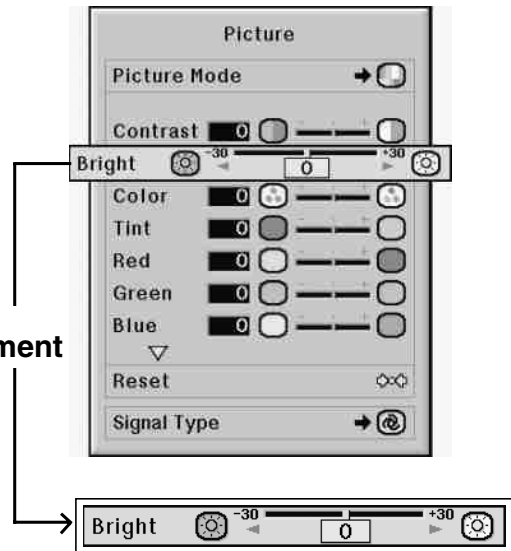 Picture
Picture Mode
Contrast 0
Bright -30 0 +30
Color 0
Tint 0
Red 0
Green 0
Blue 0
ment
Reset
Signal Type
Bright -30 0 +30